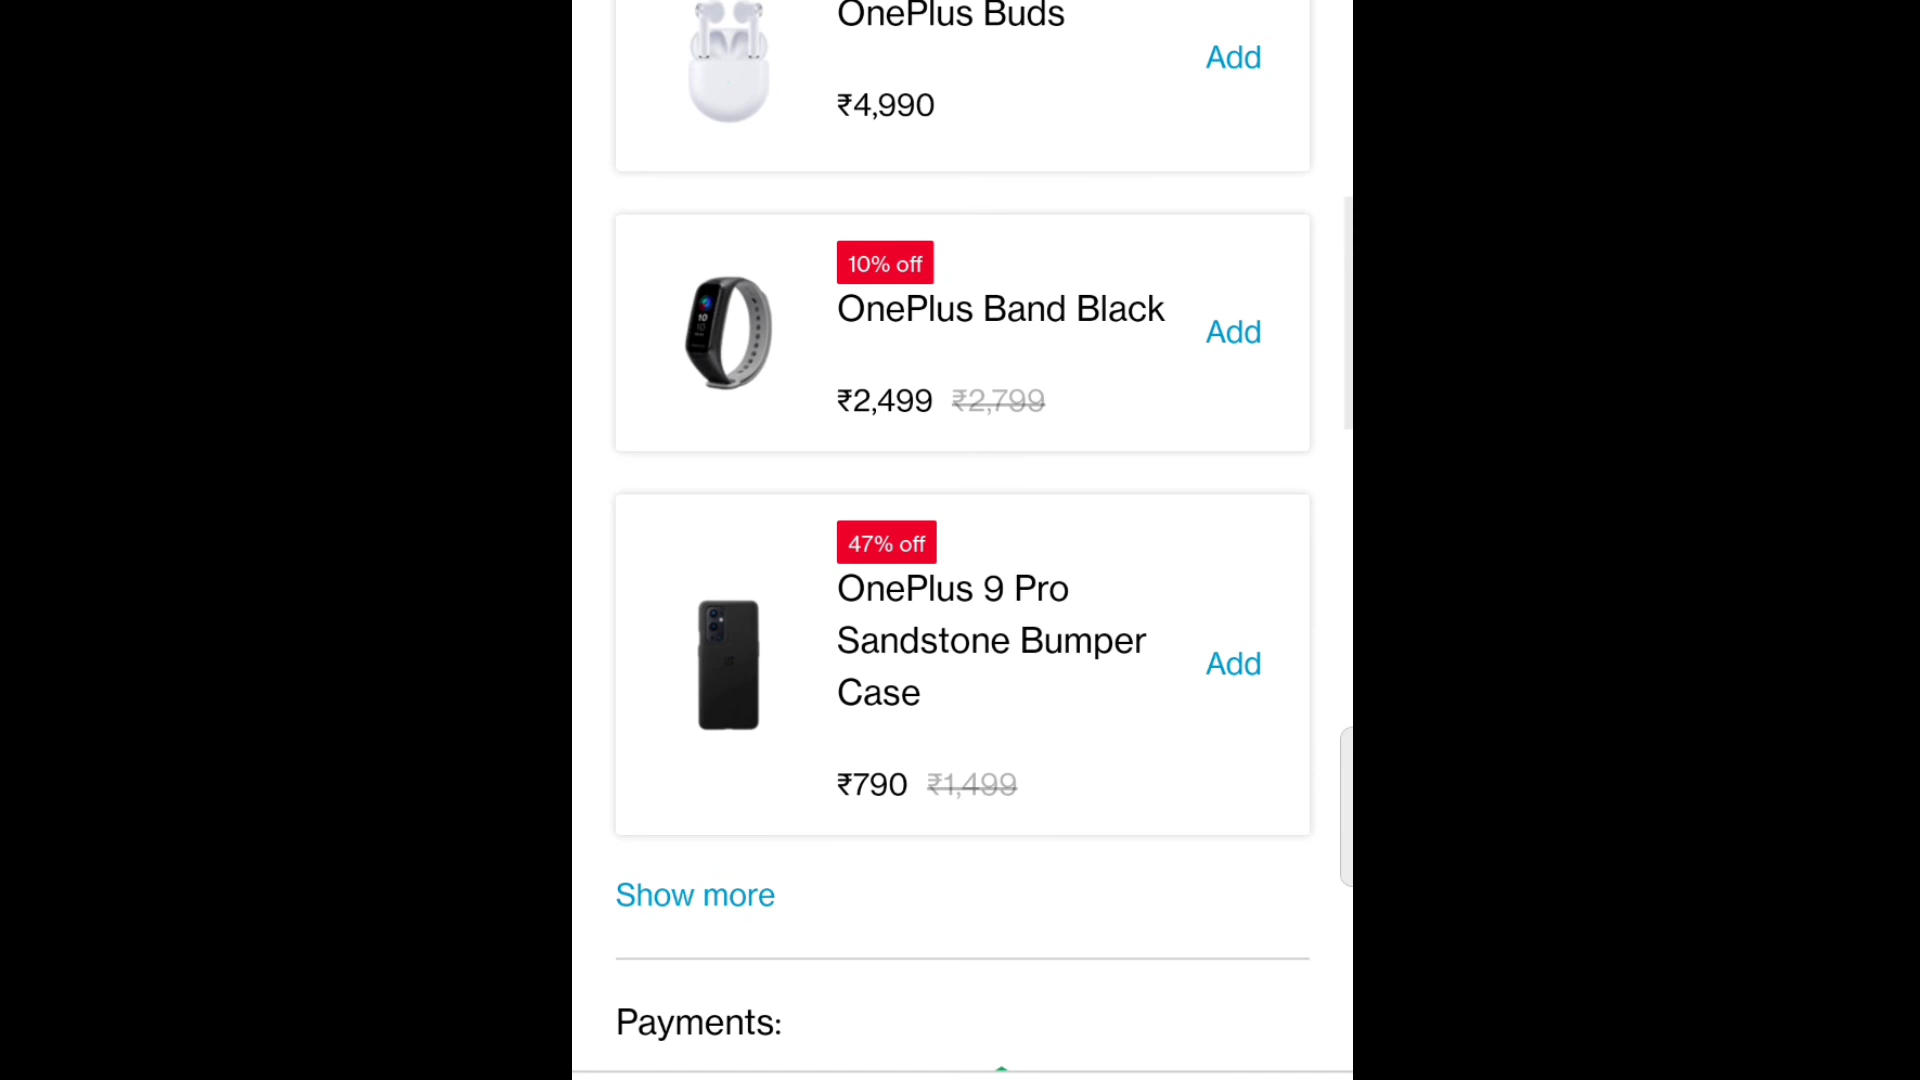 OnePlus Buds
Add
₹4,990
10% off
OnePlus Band Black
Add
₹2,499 ₹2,799
47% off
OnePlus 9 Pro
Sandstone Bumper
Case
Add
₹790 ₹1,499
Show more
Payments: